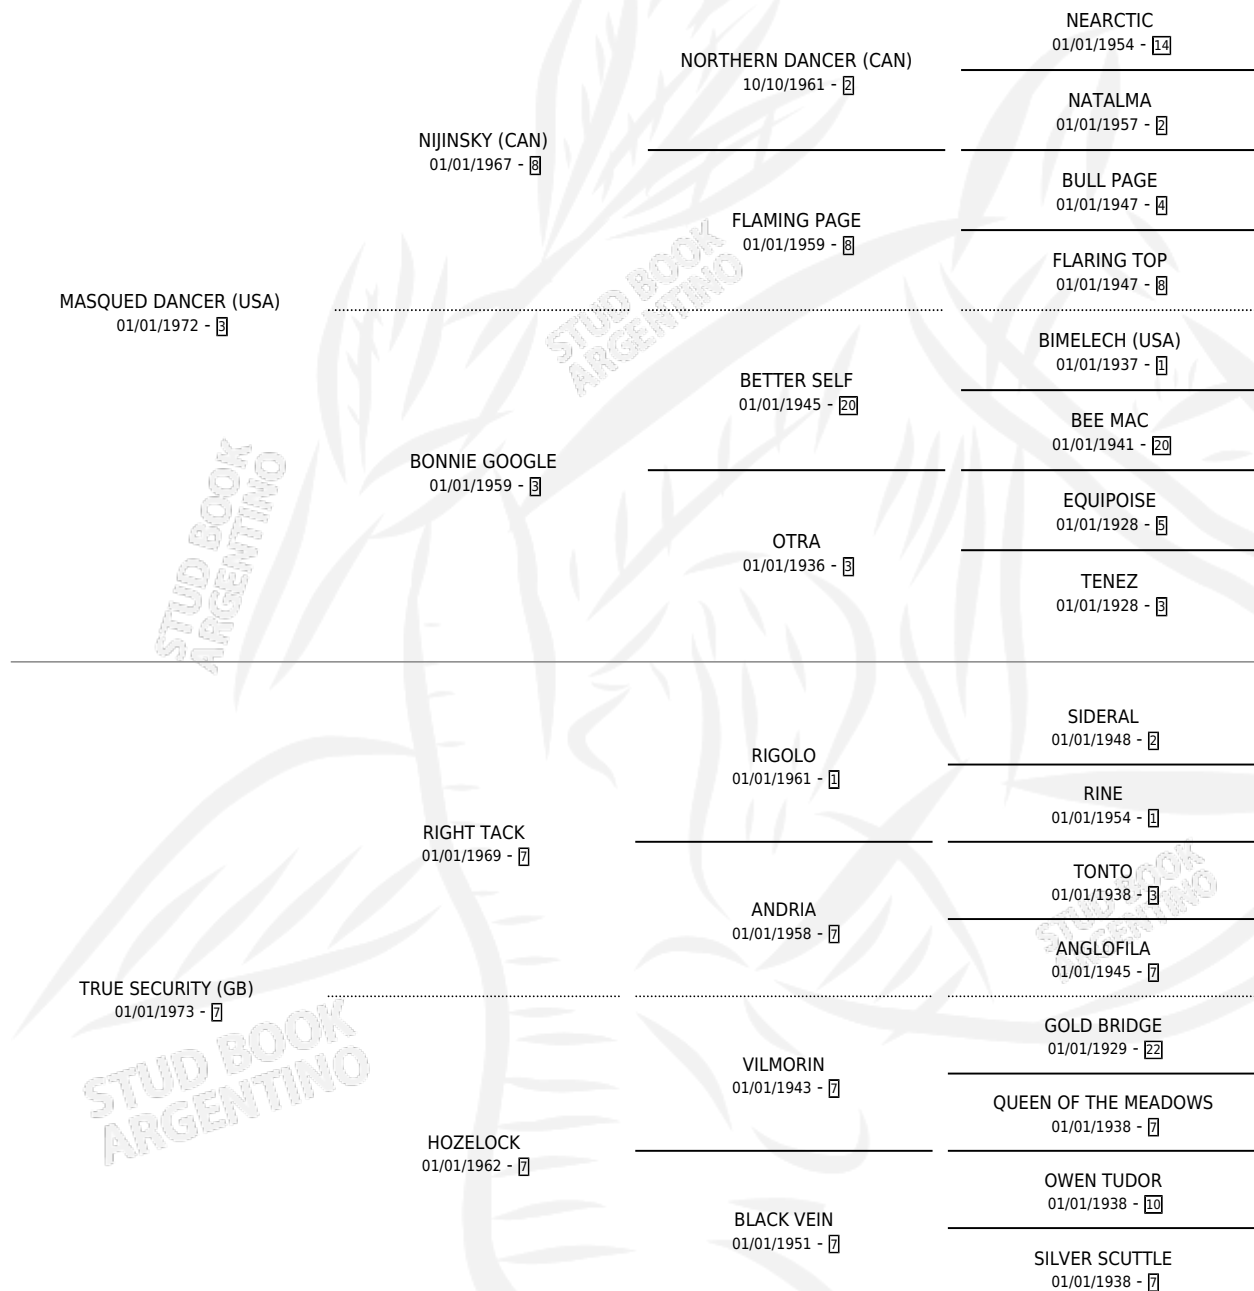 NEARCTIC
01/01/1954 - 14
NORTHERN DANCER (CAN)
10/10/1961 - 2
NATALMA
01/01/1957 - 2
NIJINSKY (CAN)
01/01/1967 - 8
BULL PAGE
01/01/1947 - 4
FLAMING PAGE
01/01/1959 - 8
FLARING TOP
01/01/1947 - 8
MASQUED DANCER (USA)
01/01/1972 - 3
STUD BOOK
ARGENTINO
BIMELECH (USA)
01/01/1937 - 1
BETTER SELF
01/01/1945 - 20
BEE MAC
01/01/1941 - 20
BONNIE GOOGLE
01/01/1959 - 3
EQUIPOISE
01/01/1928 - 5
OTRA
01/01/1936 - 3
TENEZ
01/01/1928 - 3
STUD BOOK
ARGENTINO
SIDERAL
01/01/1948 - 2
RIGOLO
01/01/1961 - 1
RINE
01/01/1954 - 1
RIGHT TACK
01/01/1969 - 7
TONTO
01/01/1938 - 3
ANDRIA
01/01/1958 - 7
ANGLOFILA
01/01/1945 - 7
STUD BOOK
ARGENTINO
TRUE SECURITY (GB)
01/01/1973 - 7
GOLD BRIDGE
01/01/1929 - 22
VILMORIN
01/01/1943 - 7
QUEEN OF THE MEADOWS
01/01/1938 - 7
HOZELOCK
01/01/1962 - 7
OWEN TUDOR
01/01/1938 - 10
BLACK VEIN
01/01/1951 - 7
SILVER SCUTTLE
01/01/1938 - 7
STUD BOOK
ARGENTINO